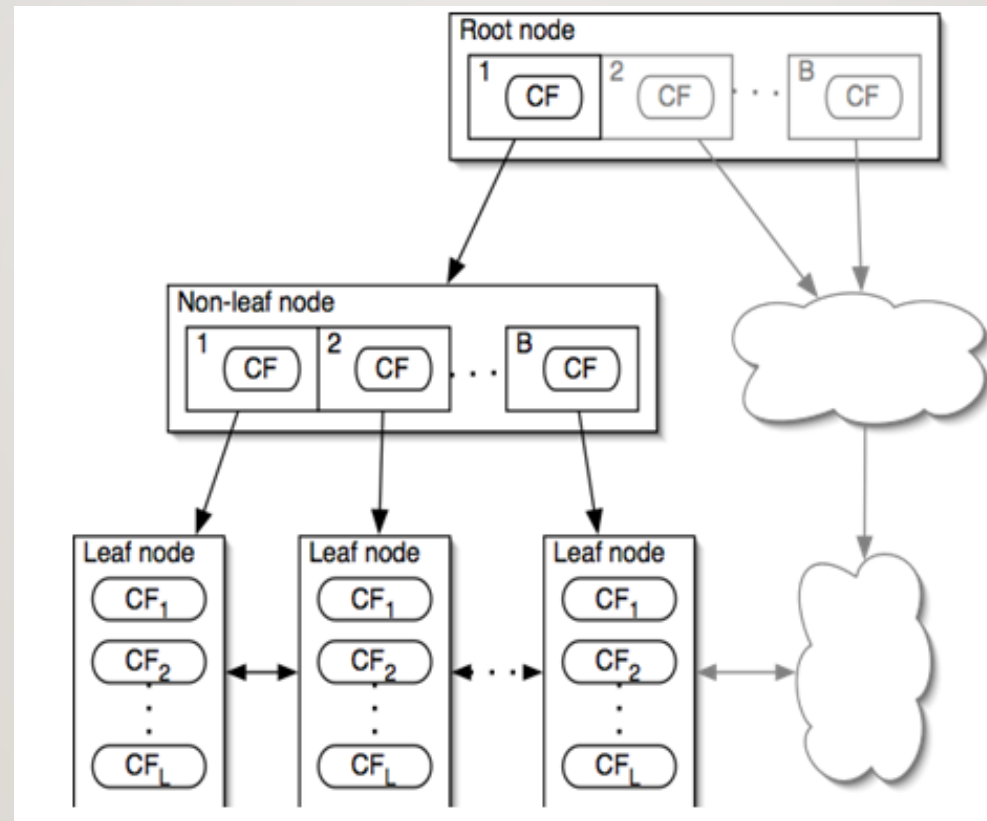 Root node
1 CF 2 CF . . . B CF
Non-leaf node
1 CF 2 CF . . . B CF
Leaf node Leaf node Leaf node
CF1 CF1 CF1
CF2 CF2 CF2
CFL CFL CFL